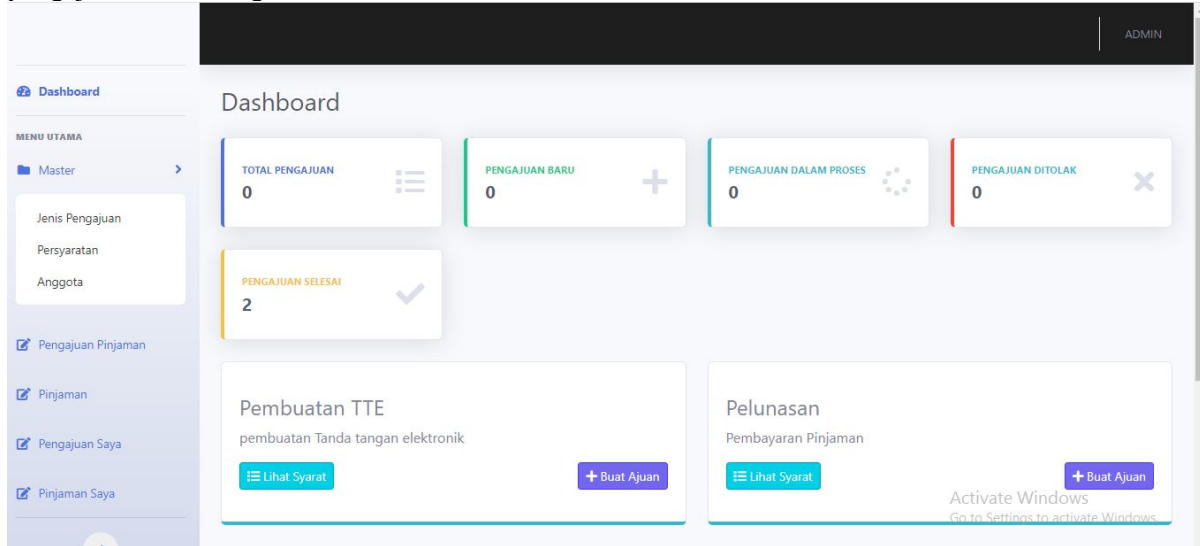 ADMIN
Dashboard
MENU UTAMA
Master
Jenis Pengajuan
Persyaratan
Anggota
Pengajuan Pinjaman
Pinjaman
Pengajuan Saya
Pinjaman Saya
Dashboard
TOTAL PENGAJUAN
0
PENGAJUAN BARU
0
PENGAJUAN DALAM PROSES
0
PENGAJUAN DITOLAK
0
PENGAJUAN SELESAI
2
Pembuatan TTE
pembuatan Tanda tangan elektronik
Lihat Syarat
Buat Ajuan
Pelunasan
Pembayaran Pinjaman
Lihat Syarat
Buat Ajuan
Activate Windows
Go to Settings to activate Windows.